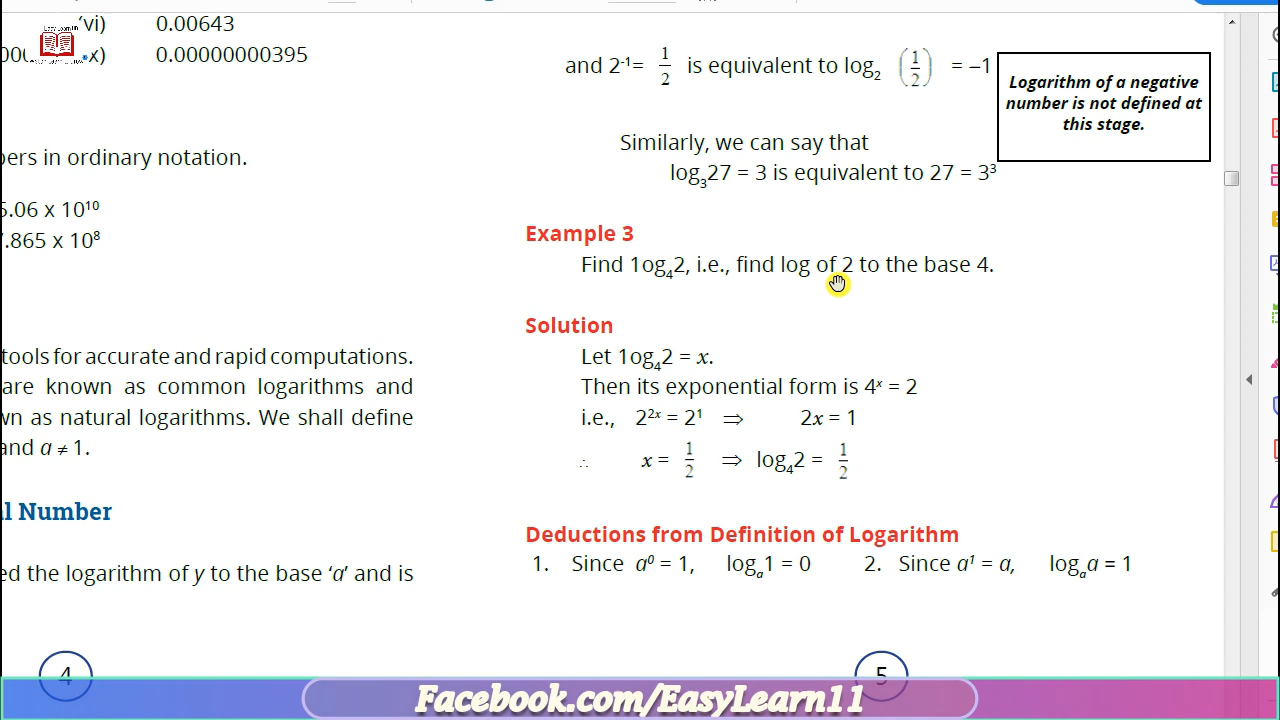 (vi) 0.00643
x) 0.00000000395
bers in ordinary notation.
5.06 x 10¹⁰
7.865 x 10⁸
tools for accurate and rapid computations.
are known as common logarithms and
wn as natural logarithms. We shall define
and a ≠ 1.
al Number
ed the logarithm of y to the base ‘a’ and is
4
and 2⁻¹= 1/2 is equivalent to log₂ (1/2) = –1
Logarithm of a negative
number is not defined at
this stage.
Similarly, we can say that
log₃27 = 3 is equivalent to 27 = 3³
Example 3
Find 1og₄2, i.e., find log of 2 to the base 4.
Solution
Let 1og₄2 = x.
Then its exponential form is 4ˣ = 2
i.e., 2²ˣ = 2¹ ⇒ 2x = 1
∴ x = 1/2 ⇒ log₄2 = 1/2
Deductions from Definition of Logarithm
1. Since a⁰ = 1, logₐ1 = 0 2. Since a¹ = a, logₐa = 1
5
Facebook.com/EasyLearn11